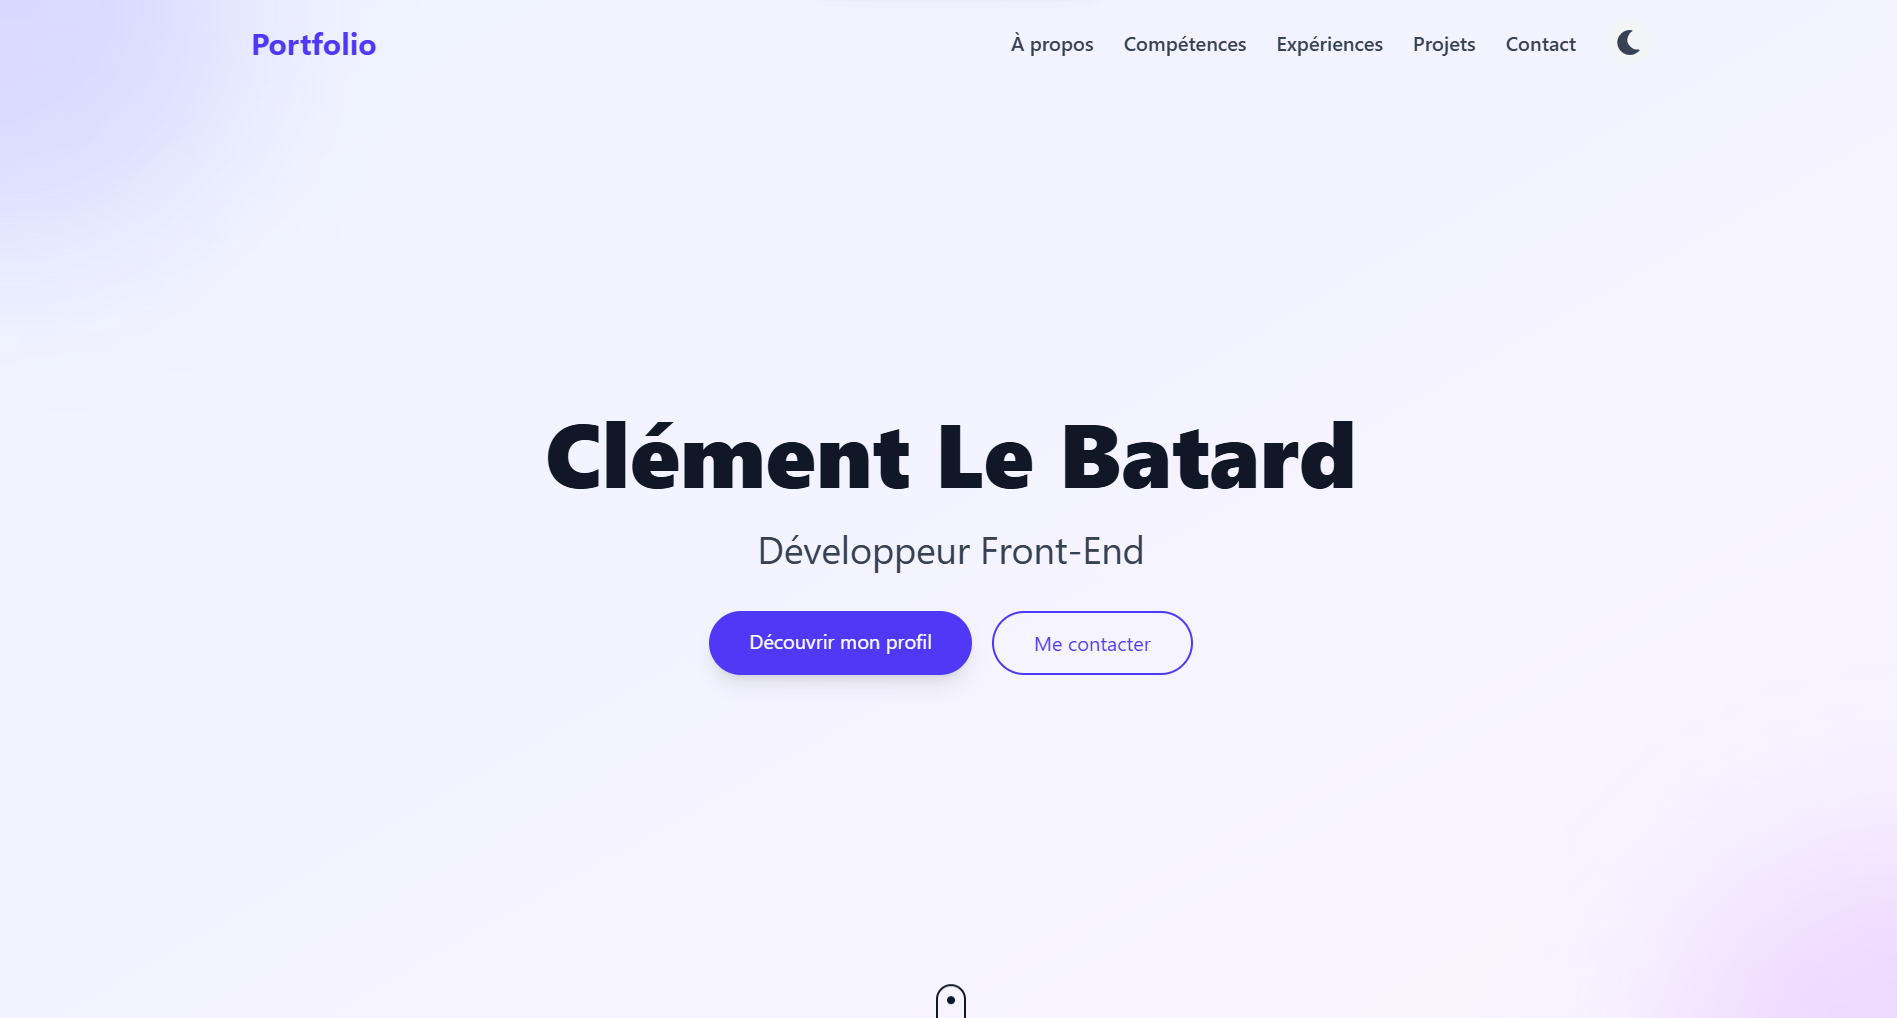 Portfolio
À propos Compétences Expériences Projets Contact
Clément Le Batard
Développeur Front-End
Découvrir mon profil
Me contacter